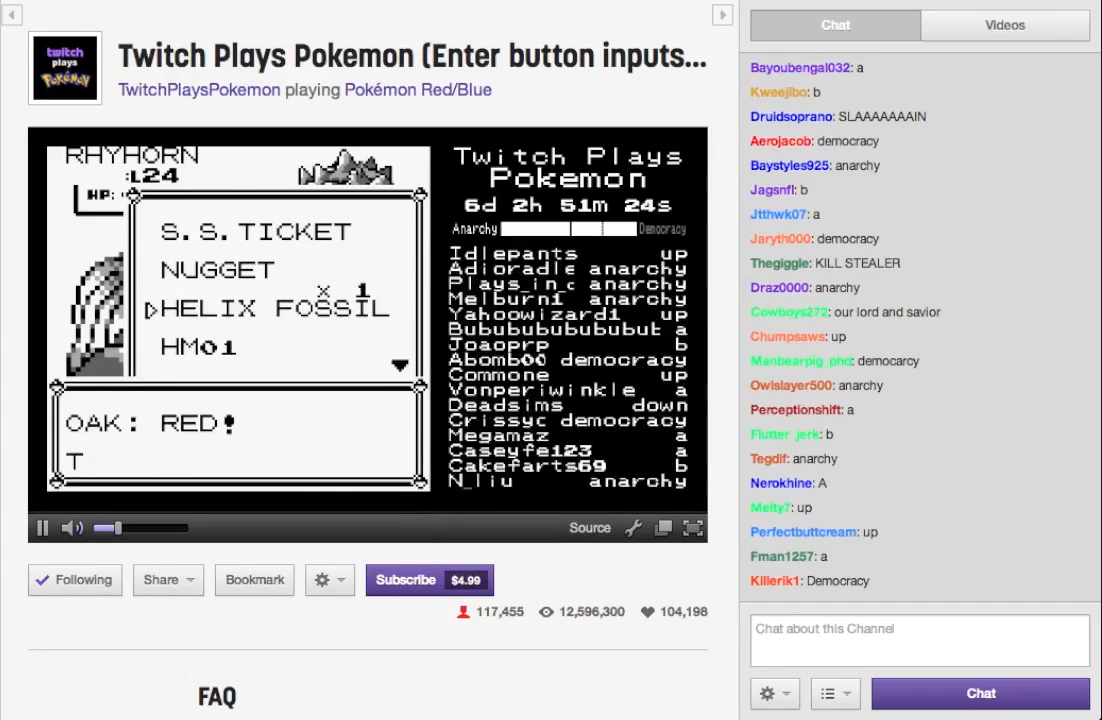 twitch
plays
POKéMON
Twitch Plays Pokemon (Enter button inputs...
TwitchPlaysPokemon playing Pokémon Red/Blue
RHYHORN
:L24
HP:
S.S.TICKET
NUGGET
× 1
▷HELIX FOSSIL
HM01
OAK: RED!
T
Twitch Plays
Pokemon
6d 2h 51m 24s
Anarchy Democracy
Idlepants up
Adioradle anarchy
Plays_in_c anarchy
Melburn1 anarchy
Yahoowizard1 up
Bubububububububut a
Joaoprp b
Abomb00 democracy
Commone up
Vonperiwinkle a
Deadsims down
Crissyc democracy
Megamaz a
Caseyfe123 a
Cakefarts69 b
N_liu anarchy
Source
Following
Share
Bookmark
Subscribe $4.99
117,455 12,596,300 104,198
FAQ
Chat Videos
Bayoubengal032: a
Kweejibo: b
Druidsoprano: SLAAAAAAIN
Aerojacob: democracy
Baystyles925: anarchy
Jagsnfl: b
Jtthwk07: a
Jaryth000: democracy
Thegiggle: KILL STEALER
Draz0000: anarchy
Cowboys272: our lord and savior
Chumpsaws: up
Manbearpig_phd: democarcy
Owlslayer500: anarchy
Perceptionshift: a
Flutter_jerk: b
Tegdif: anarchy
Nerokhine: A
Melty7: up
Perfectbuttcream: up
Fman1257: a
Killerik1: Democracy
Chat about this Channel
Chat